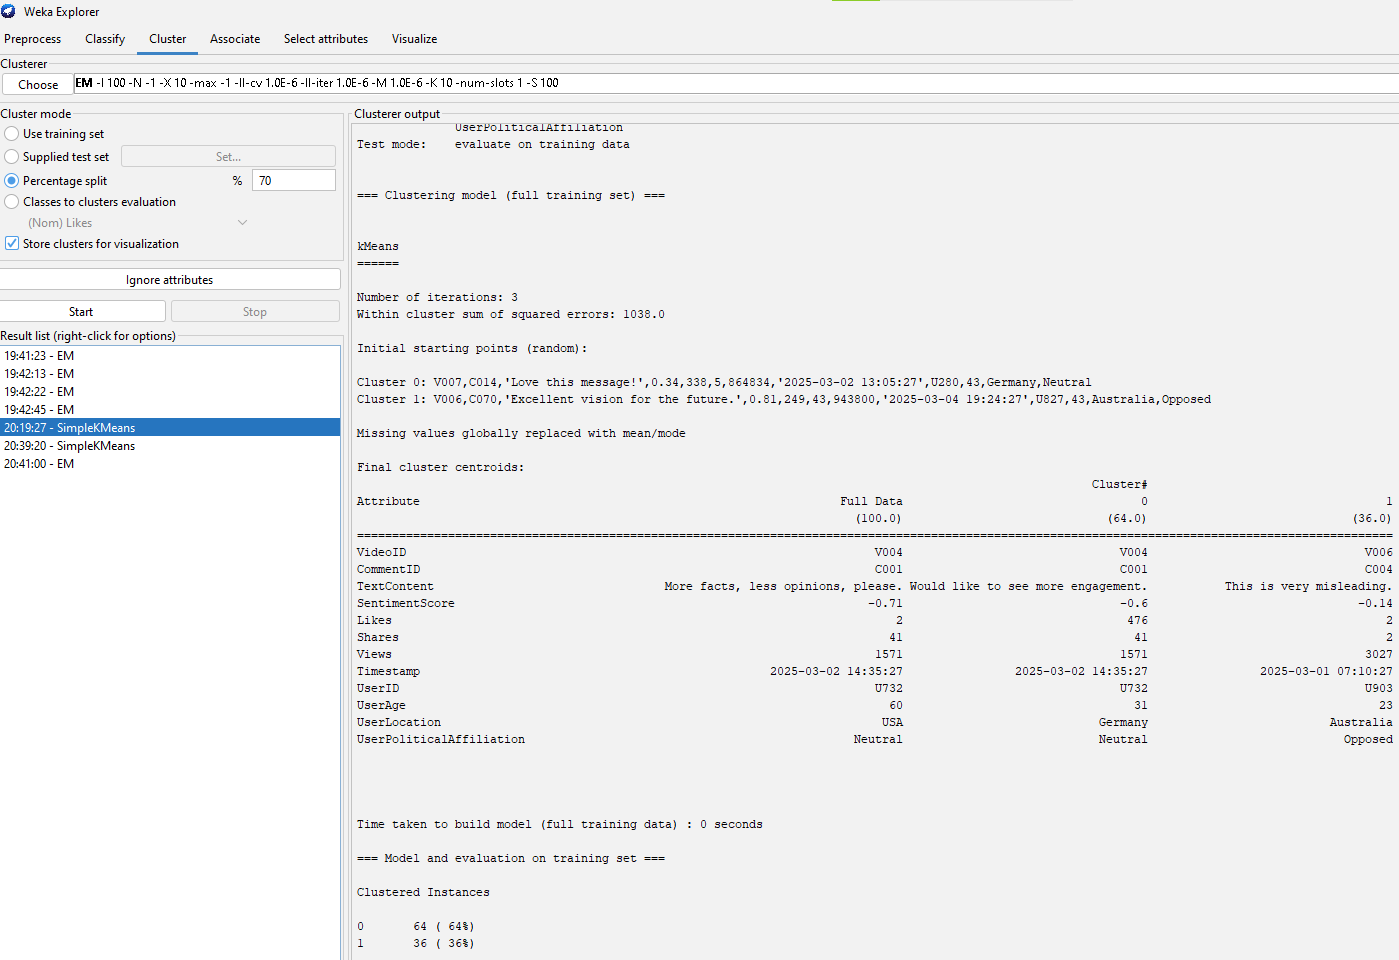 Weka Explorer
Preprocess Classify Cluster Associate Select attributes Visualize
Clusterer
Choose EM -I 100 -N -1 -X 10 -max -1 -ll-cv 1.0E-6 -ll-iter 1.0E-6 -M 1.0E-6 -K 10 -num-slots 1 -S 100
Cluster mode
Use training set
Supplied test set Set...
Percentage split % 70
Classes to clusters evaluation
(Nom) Likes
Store clusters for visualization
Ignore attributes
Start Stop
Result list (right-click for options)
19:41:23 - EM
19:42:13 - EM
19:42:22 - EM
19:42:45 - EM
20:19:27 - SimpleKMeans
20:39:20 - SimpleKMeans
20:41:00 - EM
Clusterer output
UserPoliticalAffiliation
Test mode: evaluate on training data
=== Clustering model (full training set) ===
kMeans
======
Number of iterations: 3
Within cluster sum of squared errors: 1038.0
Initial starting points (random):
Cluster 0: V007,C014,'Love this message!',0.34,338,5,864834,'2025-03-02 13:05:27',U280,43,Germany,Neutral
Cluster 1: V006,C070,'Excellent vision for the future.',0.81,249,43,943800,'2025-03-04 19:24:27',U827,43,Australia,Opposed
Missing values globally replaced with mean/mode
Final cluster centroids:
Cluster#
Attribute Full Data 0 1
(100.0) (64.0) (36.0)
====================================================================================================================================================
VideoID V004 V004 V006
CommentID C001 C001 C004
TextContent More facts, less opinions, please. Would like to see more engagement. This is very misleading.
SentimentScore -0.71 -0.6 -0.14
Likes 2 476 2
Shares 41 41 2
Views 1571 1571 3027
Timestamp 2025-03-02 14:35:27 2025-03-02 14:35:27 2025-03-01 07:10:27
UserID U732 U732 U903
UserAge 60 31 23
UserLocation USA Germany Australia
UserPoliticalAffiliation Neutral Neutral Opposed
Time taken to build model (full training data) : 0 seconds
=== Model and evaluation on training set ===
Clustered Instances
0 64 ( 64%)
1 36 ( 36%)